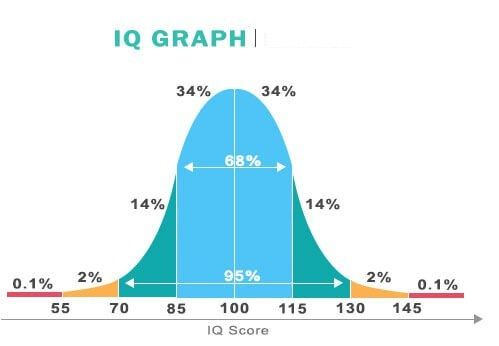 IQ GRAPH |
34% 34%
68%
14% 14%
0.1% 2% 95% 2% 0.1%
55 70 85 100 115 130 145
IQ Score